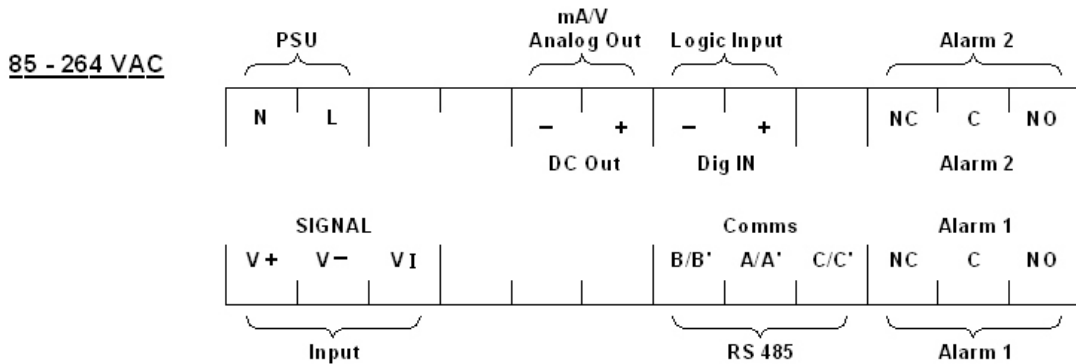 mA/V
PSU Analog Out Logic Input Alarm 2
85 - 264 VAC
N L − + − + NC C NO
DC Out Dig IN Alarm 2
SIGNAL Comms Alarm 1
V+ V− VI B/B' A/A' C/C' NC C NO
Input RS 485 Alarm 1